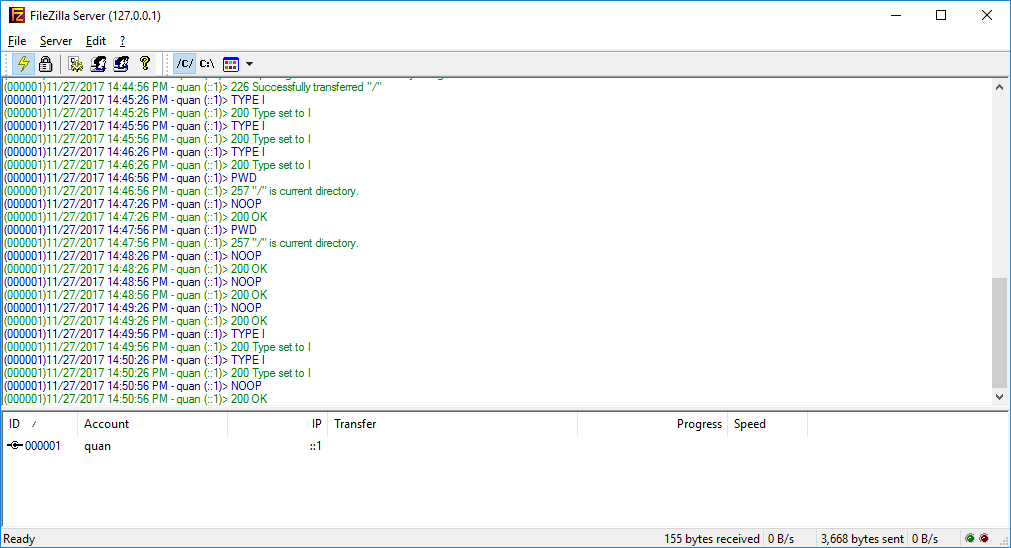 FileZilla Server (127.0.0.1)
File Server Edit ?
/C/ C:\
(000001)11/27/2017 14:44:56 PM - quan (::1)> 226 Successfully transferred "/"
(000001)11/27/2017 14:45:26 PM - quan (::1)> TYPE I
(000001)11/27/2017 14:45:26 PM - quan (::1)> 200 Type set to I
(000001)11/27/2017 14:45:56 PM - quan (::1)> TYPE I
(000001)11/27/2017 14:45:56 PM - quan (::1)> 200 Type set to I
(000001)11/27/2017 14:46:26 PM - quan (::1)> TYPE I
(000001)11/27/2017 14:46:26 PM - quan (::1)> 200 Type set to I
(000001)11/27/2017 14:46:56 PM - quan (::1)> PWD
(000001)11/27/2017 14:46:56 PM - quan (::1)> 257 "/" is current directory.
(000001)11/27/2017 14:47:26 PM - quan (::1)> NOOP
(000001)11/27/2017 14:47:26 PM - quan (::1)> 200 OK
(000001)11/27/2017 14:47:56 PM - quan (::1)> PWD
(000001)11/27/2017 14:47:56 PM - quan (::1)> 257 "/" is current directory.
(000001)11/27/2017 14:48:26 PM - quan (::1)> NOOP
(000001)11/27/2017 14:48:26 PM - quan (::1)> 200 OK
(000001)11/27/2017 14:48:56 PM - quan (::1)> NOOP
(000001)11/27/2017 14:48:56 PM - quan (::1)> 200 OK
(000001)11/27/2017 14:49:26 PM - quan (::1)> NOOP
(000001)11/27/2017 14:49:26 PM - quan (::1)> 200 OK
(000001)11/27/2017 14:49:56 PM - quan (::1)> TYPE I
(000001)11/27/2017 14:49:56 PM - quan (::1)> 200 Type set to I
(000001)11/27/2017 14:50:26 PM - quan (::1)> TYPE I
(000001)11/27/2017 14:50:26 PM - quan (::1)> 200 Type set to I
(000001)11/27/2017 14:50:56 PM - quan (::1)> NOOP
(000001)11/27/2017 14:50:56 PM - quan (::1)> 200 OK
ID / Account IP Transfer Progress Speed
000001 quan ::1
Ready 155 bytes received 0 B/s 3,668 bytes sent 0 B/s